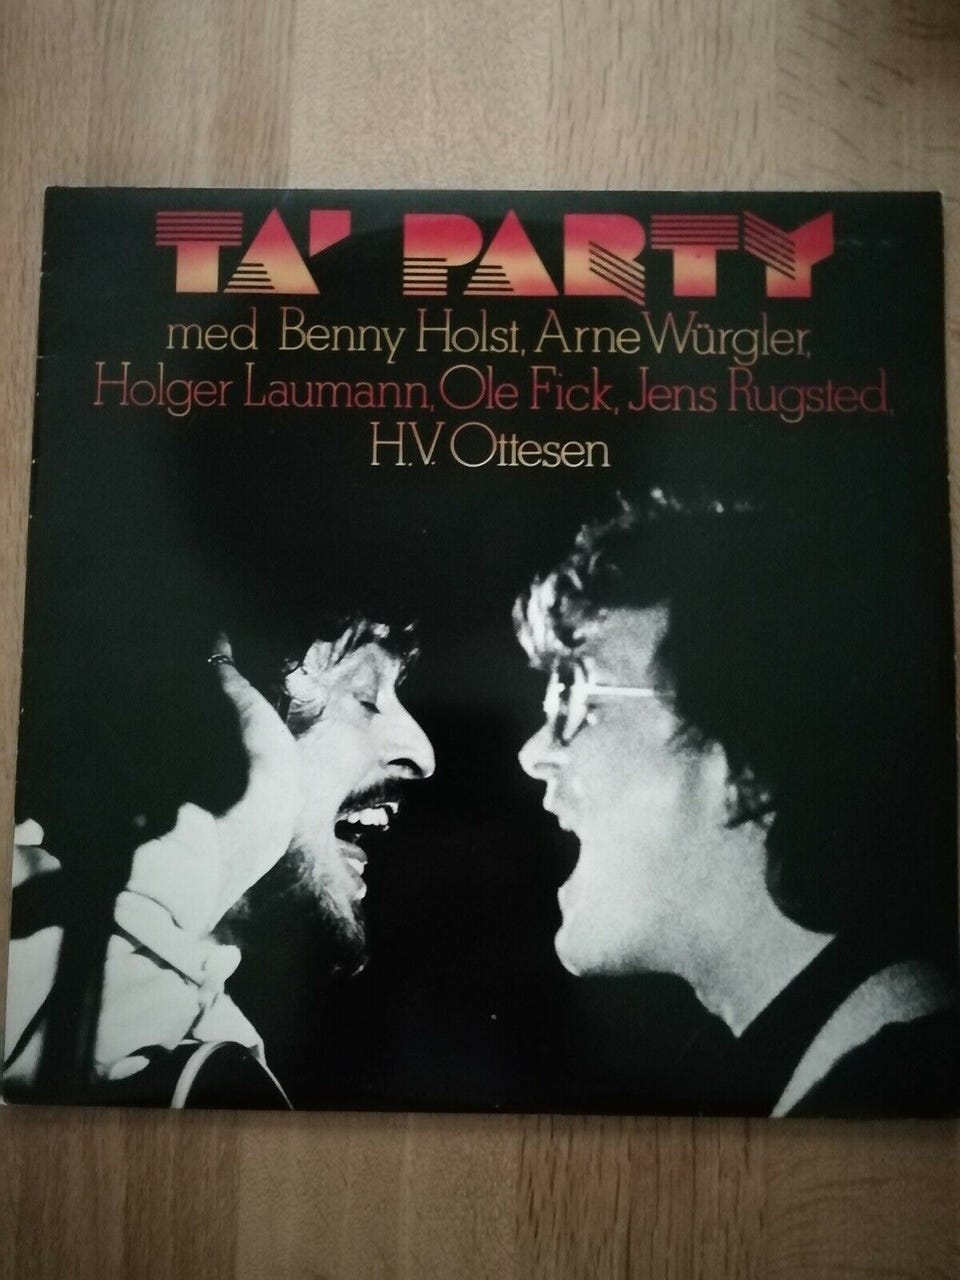 TA' PARTY
med Benny Holst, Arne Würgler,
Holger Laumann, Ole Fick, Jens Rugsted,
H.V. Ottesen